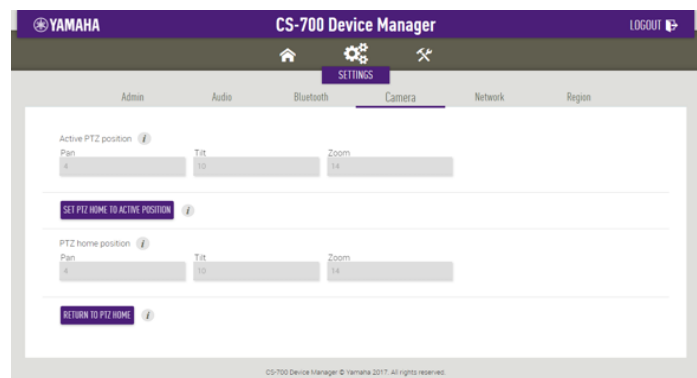 YAMAHA CS-700 Device Manager LOGOUT
SETTINGS
Admin Audio Bluetooth Camera Network Region
Active PTZ position i
Pan Tilt Zoom
4 10 14
SET PTZ HOME TO ACTIVE POSITION i
PTZ home position i
Pan Tilt Zoom
4 10 14
RETURN TO PTZ HOME i
CS-700 Device Manager © Yamaha 2017. All rights reserved.